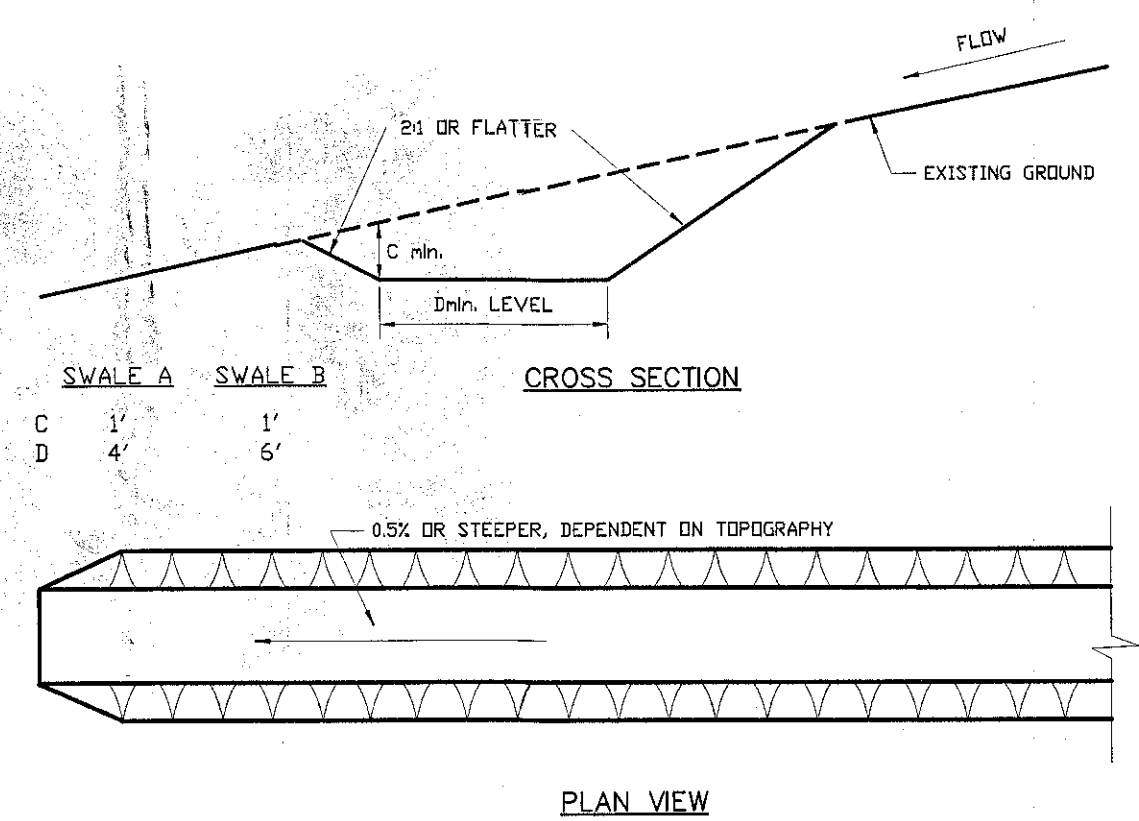 FLOW
2:1 OR FLATTER
EXISTING GROUND
C min.
Dmin. LEVEL
SWALE A SWALE B
CROSS SECTION
C 1' 1'
D 4' 6'
0.5% OR STEEPER, DEPENDENT ON TOPOGRAPHY
PLAN VIEW